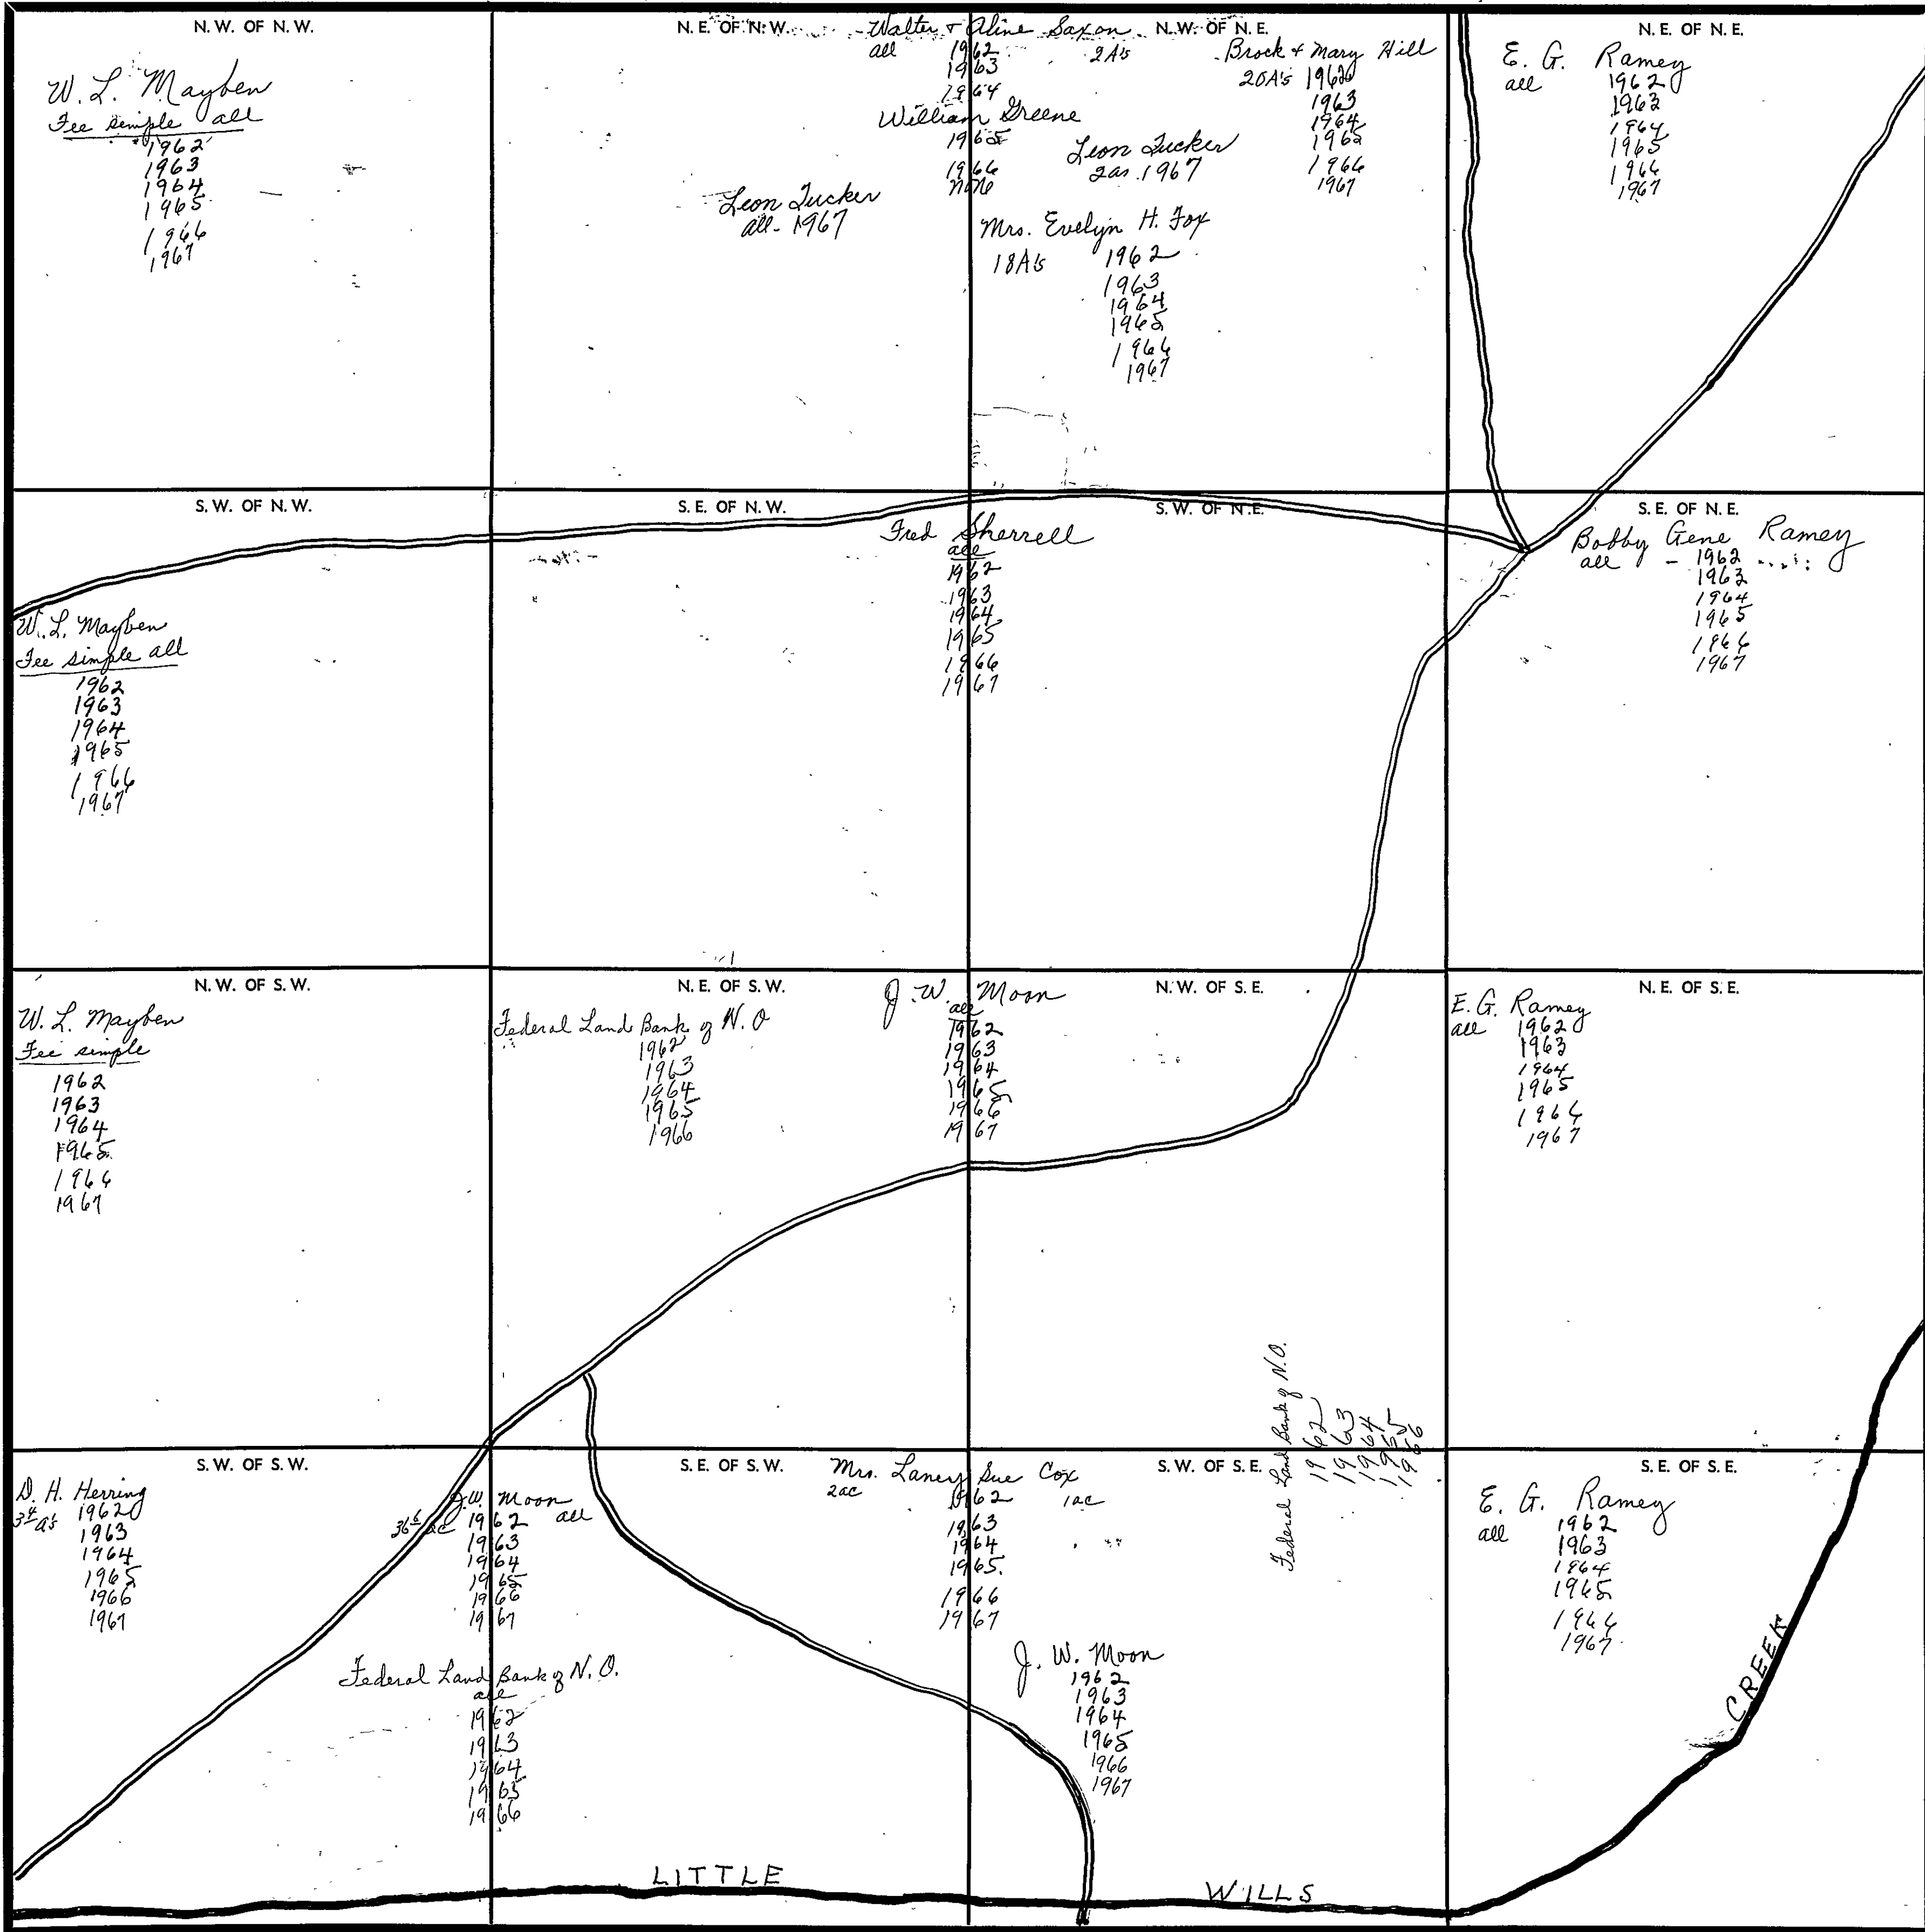 N. W. OF N. W.
W. L. Mayben
Fee simple all
1962
1963
1964
1965
1966
1967
N. E. OF N. W.
Walter & Aline Saxon
all 2A's
1962
1963
1964
William Greene
1965
1966
none
Leon Tucker
all - 1967
N. W. OF N. E.
Brock & Mary Hill
20A's 1962
1963
1964
1965
1966
1967
Leon Tucker
2as. 1967
Mrs. Evelyn H. Fox
18A's 1962
1963
1964
1965
1966
1967
N. E. OF N. E.
E. G. Ramey
all 1962
1963
1964
1965
1966
1967
S. W. OF N. W.
W. L. Mayben
Fee simple all
1962
1963
1964
1965
1966
1967
S. E. OF N. W.
Fred Sherrell
all
1962
1963
1964
1965
1966
1967
S. W. OF N. E.
S. E. OF N. E.
Bobby Gene Ramey
all - 1962
1963
1964
1965
1966
1967
N. W. OF S. W.
W. L. Mayben
Fee simple
1962
1963
1964
1965
1966
1967
N. E. OF S. W.
Federal Land Bank of N. O
1962
1963
1964
1965
1966
J. W. Moon
all
1962
1963
1964
1965
1966
1967
N. W. OF S. E.
N. E. OF S. E.
E. G. Ramey
all 1962
1963
1964
1965
1966
1967
Federal Land Bank of N. O.
1962
1963
1964
1965
1966
S. W. OF S. W.
D. H. Herring
A's 1962
1963
1964
1965
1966
1967
J. W. Moon
ac 1962 all
1963
1964
1965
1966
1967
Federal Land Bank of N. O.
all
1962
1963
1964
1965
1966
S. E. OF S. W.
Mrs. Laney Sue Cox
2ac 1962 1ac
1963
1964
1965
1966
1967
S. W. OF S. E.
J. W. Moon
1962
1963
1964
1965
1966
1967
S. E. OF S. E.
E. G. Ramey
all 1962
1963
1964
1965
1966
1967
LITTLE WILLS CREEK